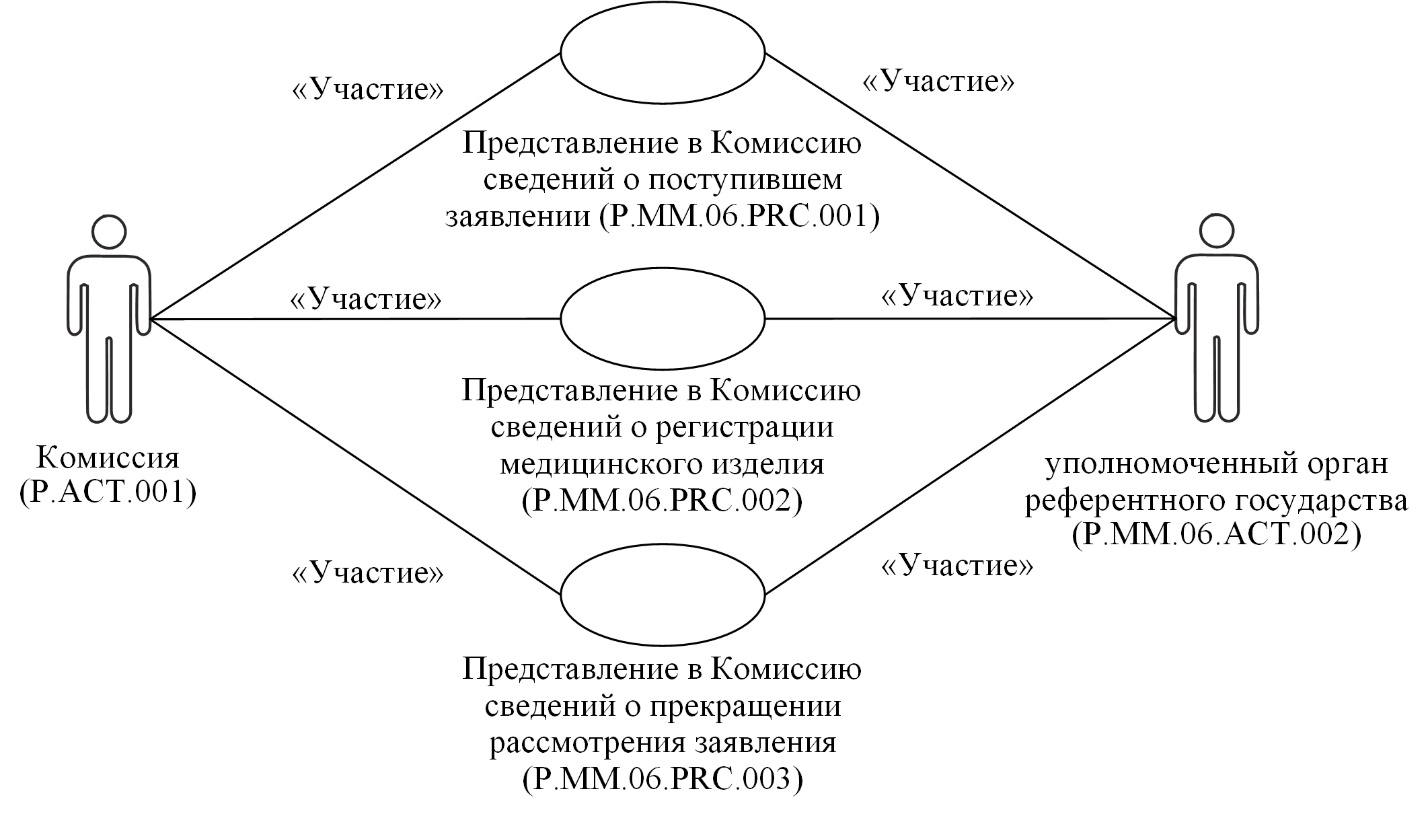 «Участие»
«Участие»
Представление в Комиссию
сведений о поступившем
заявлении (P.MM.06.PRC.001)
«Участие»
«Участие»
Представление в Комиссию
сведений о регистрации
медицинского изделия
(P.MM.06.PRC.002)
Комиссия
(P.ACT.001)
уполномоченный орган
референтного государства
(P.MM.06.ACT.002)
«Участие»
«Участие»
Представление в Комиссию
сведений о прекращении
рассмотрения заявления
(P.MM.06.PRC.003)